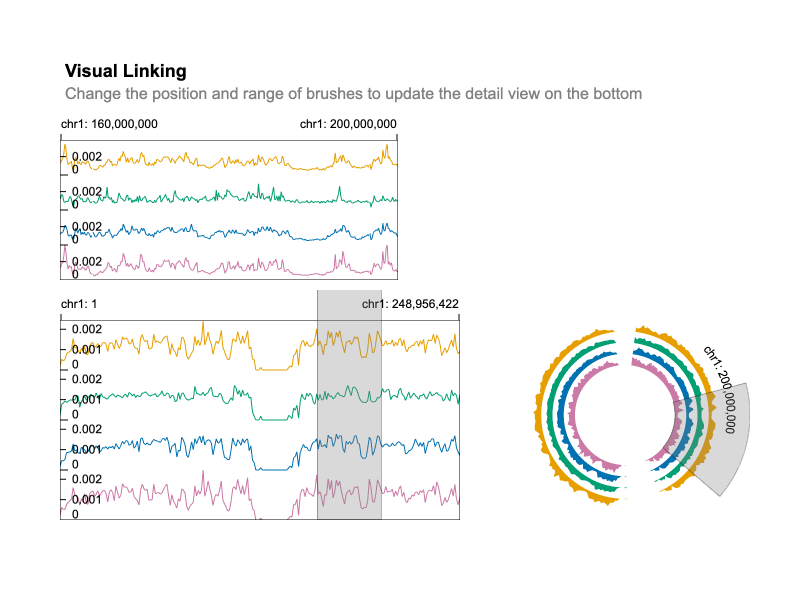 Visual Linking
Change the position and range of brushes to update the detail view on the bottom
chr1: 160,000,000
chr1: 200,000,000
0.002
0
0.002
0
0.002
0
0.002
0
chr1: 1
chr1: 248,956,422
0.002
0.001
0
0.002
0.001
0
0.002
0.001
0
0.002
0.001
0
chr1: 200,000,000